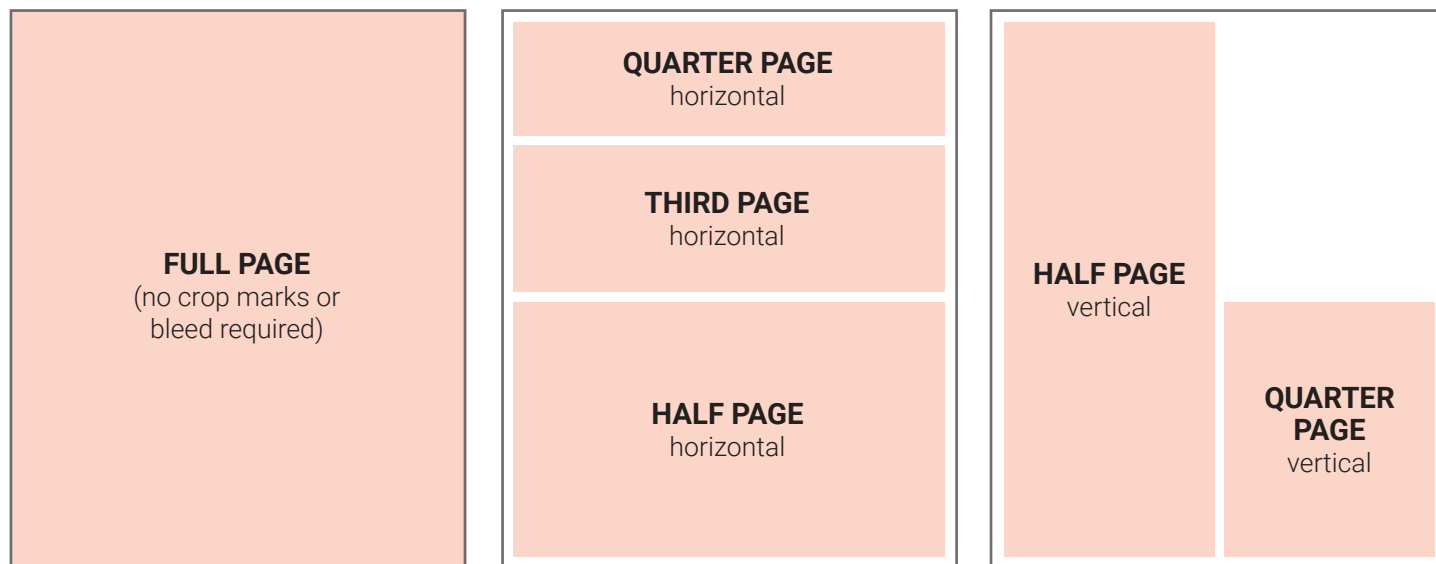 FULL PAGE
(no crop marks or
bleed required)
QUARTER PAGE
horizontal
THIRD PAGE
horizontal
HALF PAGE
horizontal
HALF PAGE
vertical
QUARTER
PAGE
vertical